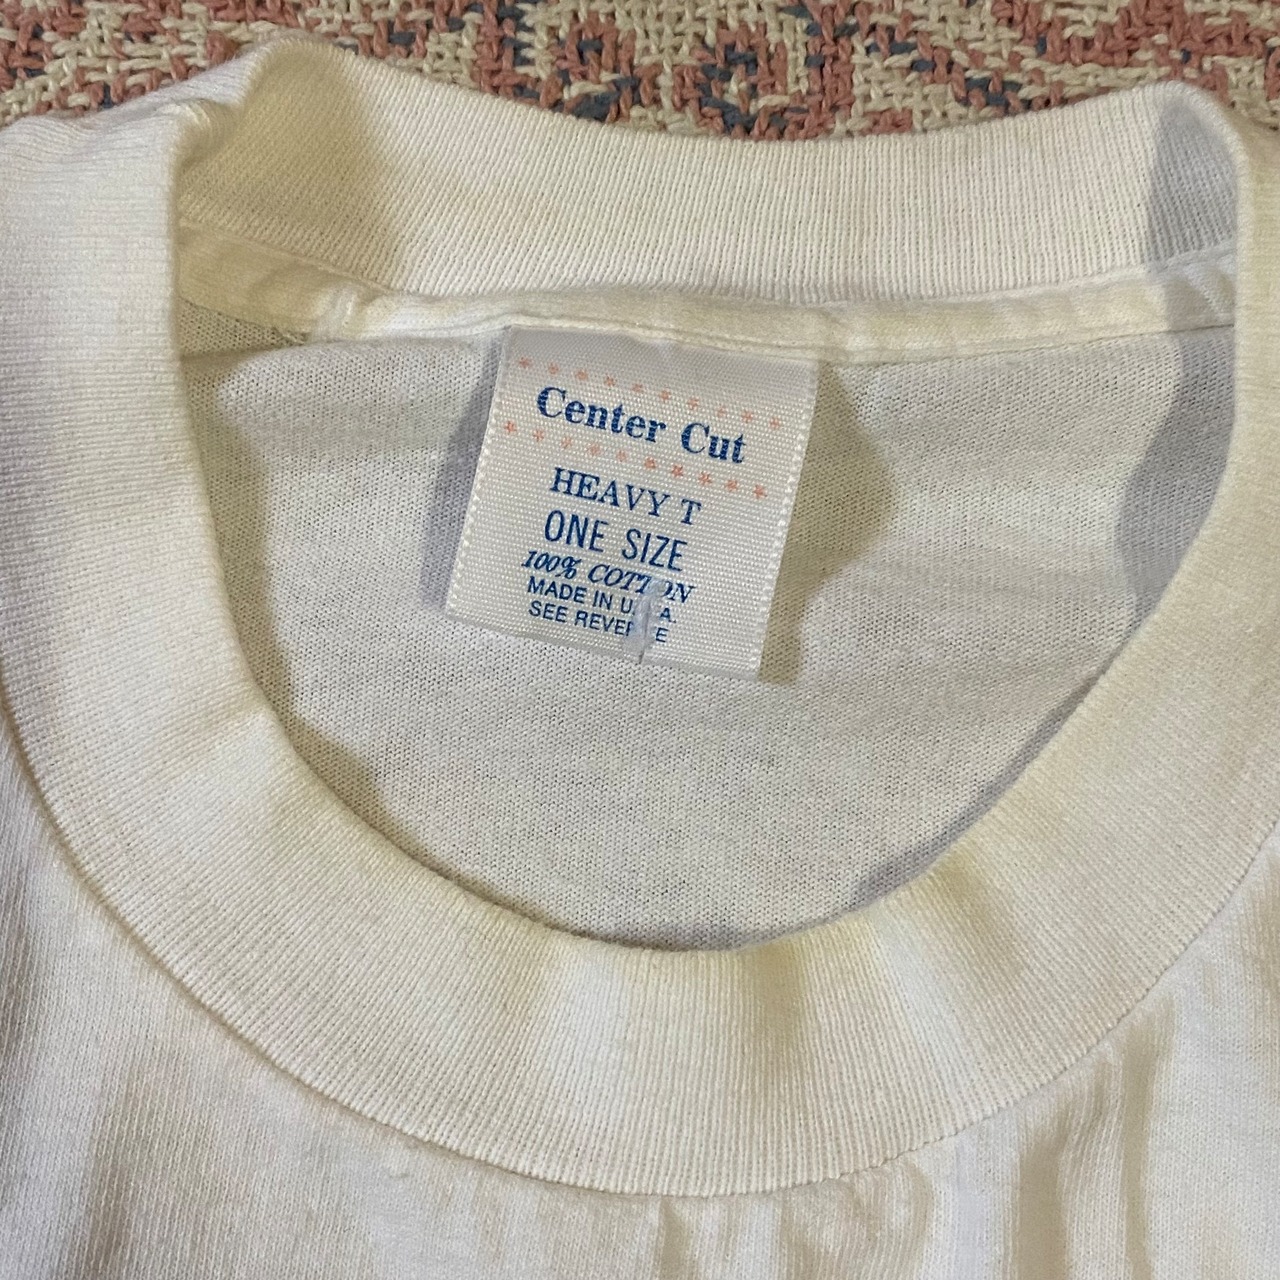 Center Cut
HEAVY T
ONE SIZE
100% COTTON
MADE IN U.S.A.
SEE REVERSE